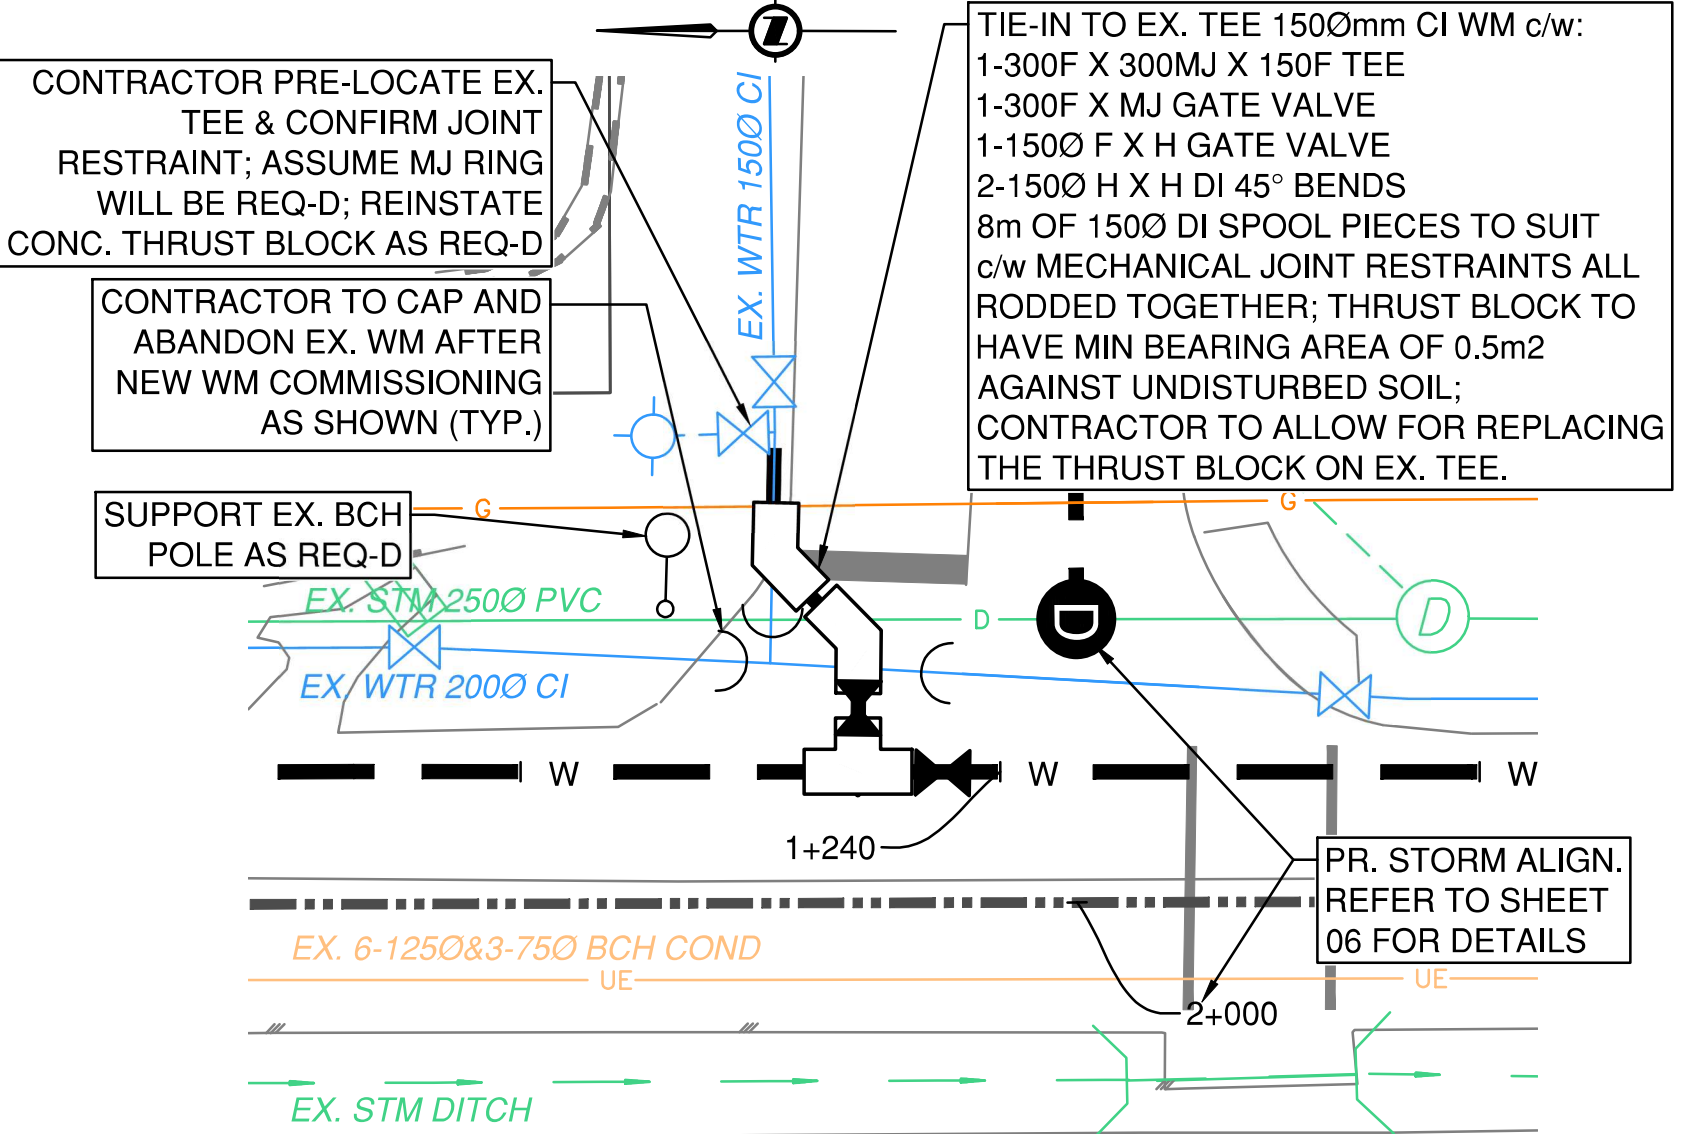 CONTRACTOR PRE-LOCATE EX.
TEE & CONFIRM JOINT
RESTRAINT; ASSUME MJ RING
WILL BE REQ-D; REINSTATE
CONC. THRUST BLOCK AS REQ-D
CONTRACTOR TO CAP AND
ABANDON EX. WM AFTER
NEW WM COMMISSIONING
AS SHOWN (TYP.)
SUPPORT EX. BCH
POLE AS REQ-D
Z
EX. WTR 150Ø CI
TIE-IN TO EX. TEE 150Ømm CI WM c/w:
1-300F X 300MJ X 150F TEE
1-300F X MJ GATE VALVE
1-150Ø F X H GATE VALVE
2-150Ø H X H DI 45° BENDS
8m OF 150Ø DI SPOOL PIECES TO SUIT
c/w MECHANICAL JOINT RESTRAINTS ALL
RODDED TOGETHER; THRUST BLOCK TO
HAVE MIN BEARING AREA OF 0.5m2
AGAINST UNDISTURBED SOIL;
CONTRACTOR TO ALLOW FOR REPLACING
THE THRUST BLOCK ON EX. TEE.
G
G
EX. STM 250Ø PVC
D
D
D
EX. WTR 200Ø CI
W
W
W
1+240
PR. STORM ALIGN.
REFER TO SHEET
06 FOR DETAILS
EX. 6-125Ø&3-75Ø BCH COND
UE
UE
2+000
EX. STM DITCH